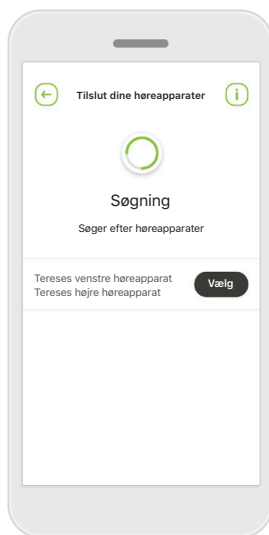 Tilslut dine høreapparater
Søgning
Søger efter høreapparater
Tereses venstre høreapparat
Tereses højre høreapparat
Vælg